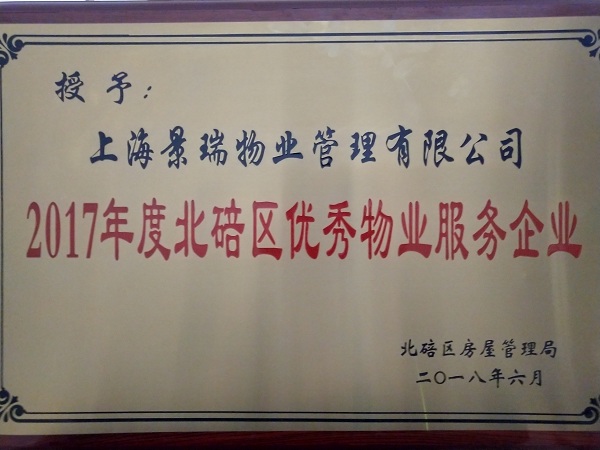 授予：
上海景瑞物业管理有限公司
2017年度北碚区优秀物业服务企业
北碚区房屋管理局
二〇一八年六月